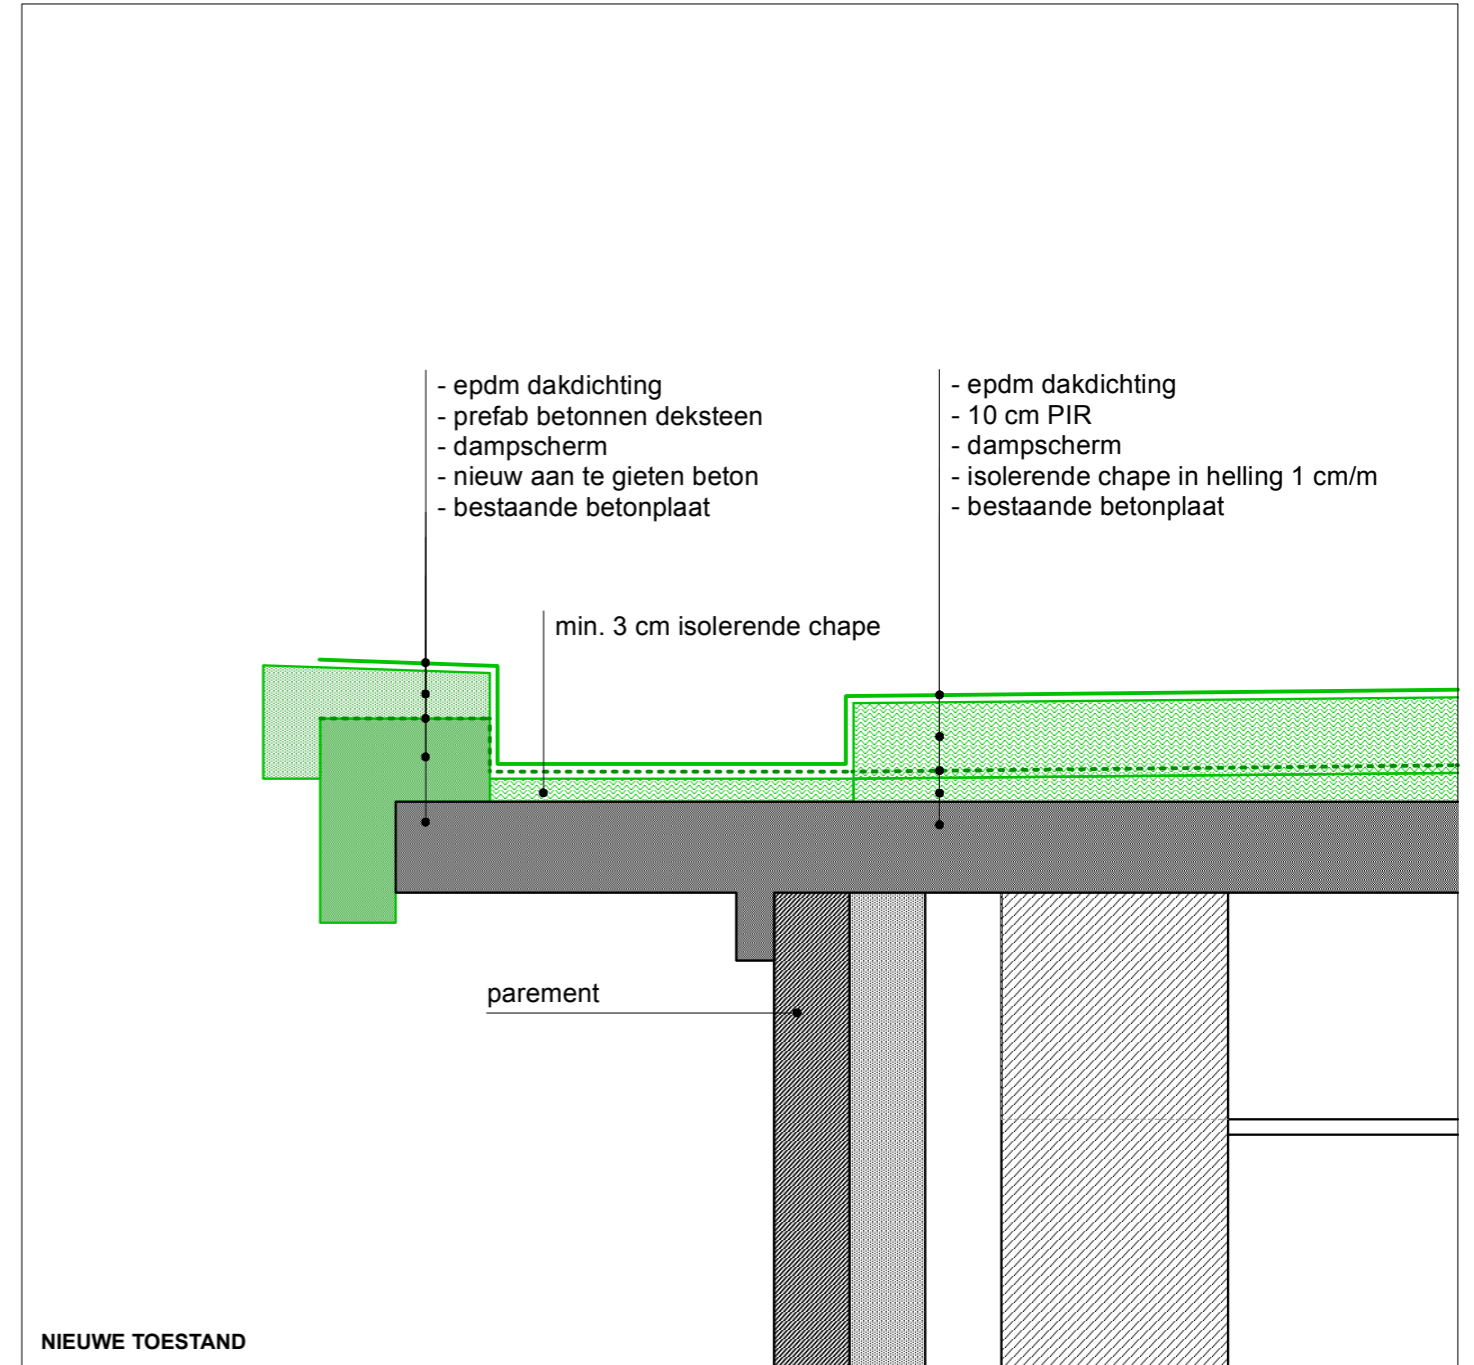 - epdm dakdichting
- prefab betonnen deksteen
- dampscherm
- nieuw aan te gieten beton
- bestaande betonplaat
- epdm dakdichting
- 10 cm PIR
- dampscherm
- isolerende chape in helling 1 cm/m
- bestaande betonplaat
min. 3 cm isolerende chape
parement
NIEUWE TOESTAND